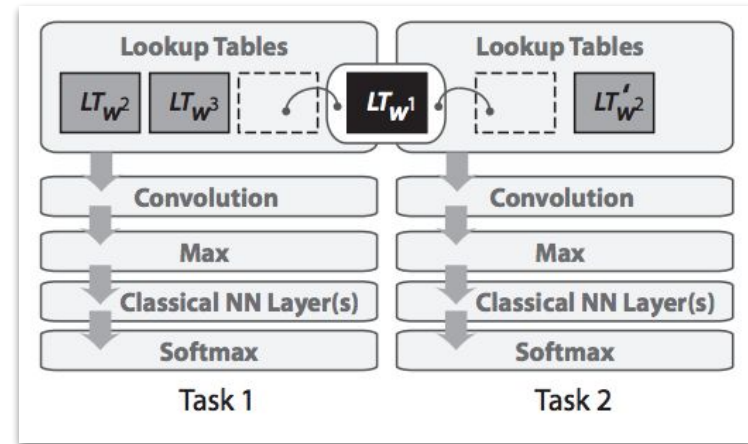 Lookup Tables
LTw2 LTw3
Convolution
Max
Classical NN Layer(s)
Softmax
Task 1
LTw1
Lookup Tables
LT'w2
Convolution
Max
Classical NN Layer(s)
Softmax
Task 2